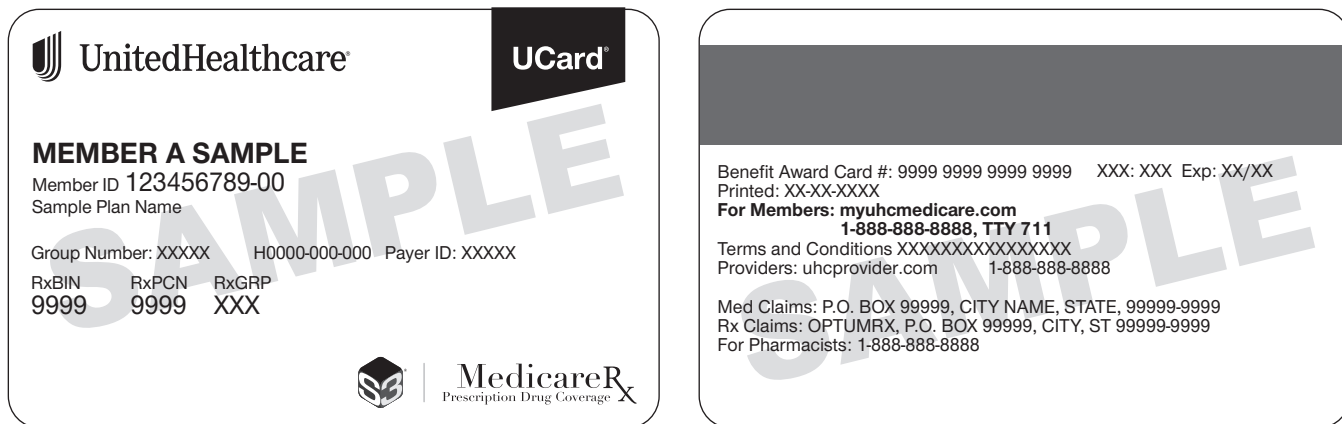 UnitedHealthcare®
UCard®
SAMPLE
MEMBER A SAMPLE
Member ID 123456789-00
Sample Plan Name
Group Number: XXXXX H0000-000-000 Payer ID: XXXXX
RxBIN RxPCN RxGRP
9999 9999 XXX
S3
MedicareRx
Prescription Drug Coverage
SAMPLE
Benefit Award Card #: 9999 9999 9999 9999 XXX: XXX Exp: XX/XX
Printed: XX-XX-XXXX
For Members: myuhcmedicare.com
1-888-888-8888, TTY 711
Terms and Conditions XXXXXXXXXXXXXXXX
Providers: uhcprovider.com 1-888-888-8888
Med Claims: P.O. BOX 99999, CITY NAME, STATE, 99999-9999
Rx Claims: OPTUMRX, P.O. BOX 99999, CITY, ST 99999-9999
For Pharmacists: 1-888-888-8888